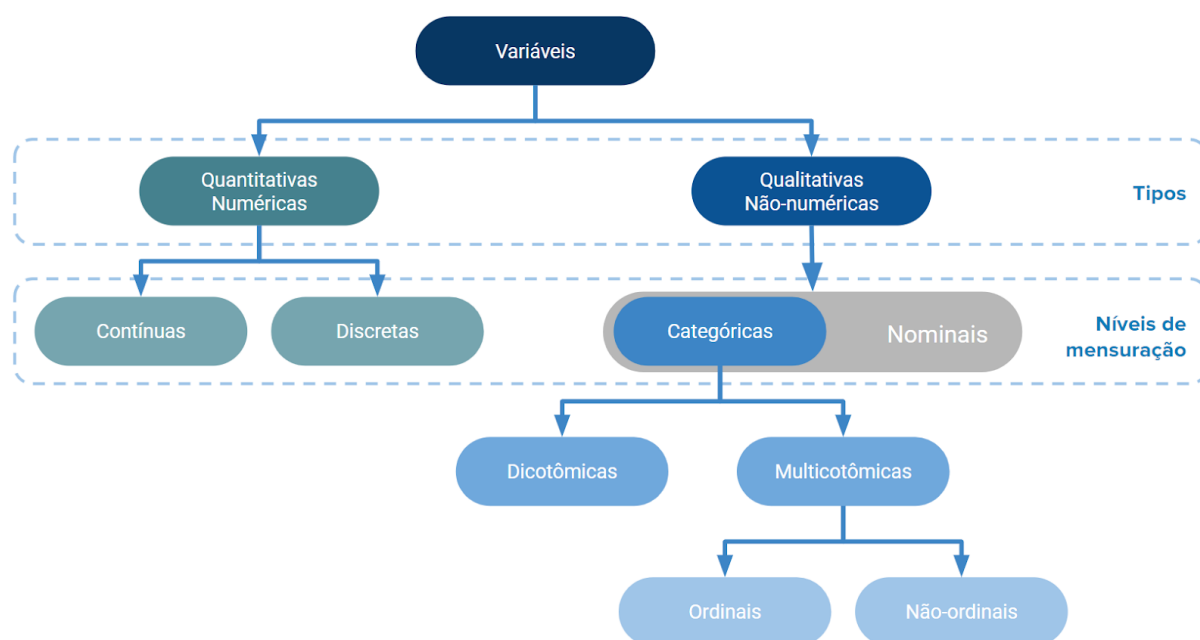 Variáveis
Quantitativas
Numéricas
Qualitativas
Não-numéricas
Tipos
Contínuas
Discretas
Categóricas
Nominais
Níveis de
mensuração
Dicotômicas
Multicotômicas
Ordinais
Não-ordinais